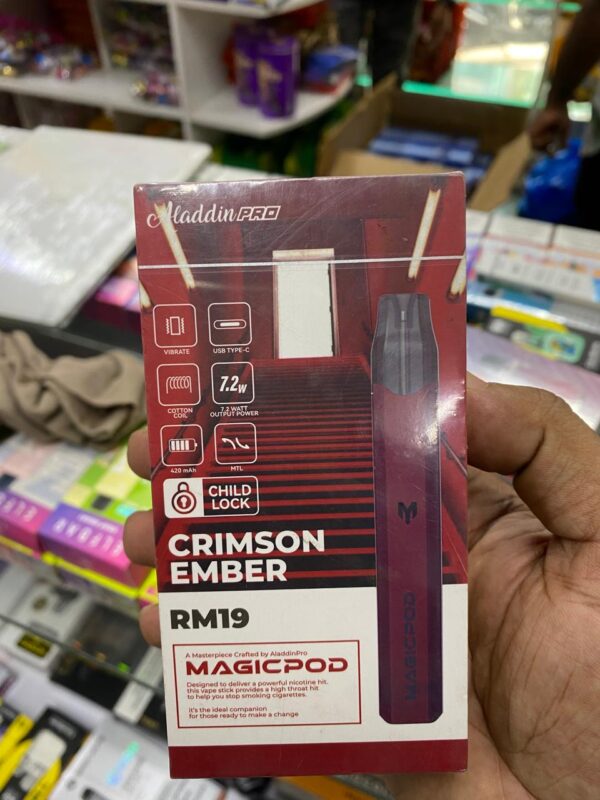 Aladdin PRO
VIBRATE
USB TYPE-C
7.2W
COTTON
COIL
7.2 WATT
OUTPUT POWER
420 mAh
MTL
CHILD
LOCK
CRIMSON
EMBER
RM19
A Masterpiece Crafted by AladdinPro
MAGICPOD
Designed to deliver a powerful nicotine hit,
this vape stick provides a high throat hit
to help you stop smoking cigarettes.
it's the ideal companion
for those ready to make a change
MAGICPOD
ELFBAR